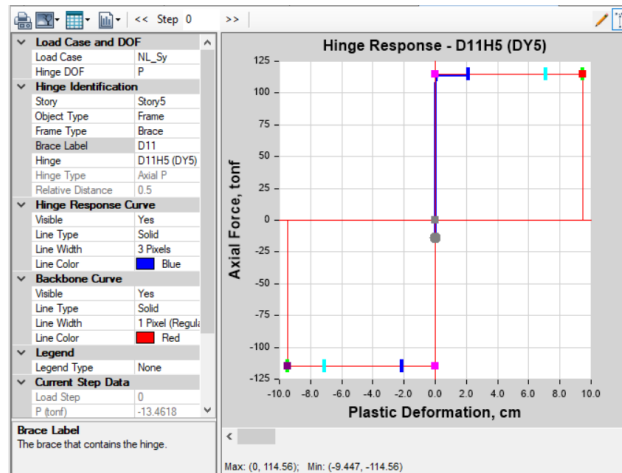 << Step 0 >>
Load Case and DOF
Load Case NL_Sy
Hinge DOF P
Hinge Identification
Story Story5
Object Type Frame
Frame Type Brace
Brace Label D11
Hinge D11H5 (DY5)
Hinge Type Axial P
Relative Distance 0.5
Hinge Response Curve
Visible Yes
Line Type Solid
Line Width 3 Pixels
Line Color Blue
Backbone Curve
Visible Yes
Line Type Solid
Line Width 1 Pixel (Regula
Line Color Red
Legend
Legend Type None
Current Step Data
Load Step 0
P (tonf) -13.4618
Brace Label
The brace that contains the hinge.
Hinge Response - D11H5 (DY5)
Axial Force, tonf
125
100
75
50
25
0
-25
-50
-75
-100
-125
-10.0 -8.0 -6.0 -4.0 -2.0 0.0 2.0 4.0 6.0 8.0 10.0
Plastic Deformation, cm
Max: (0, 114.56); Min: (-9.447, -114.56)